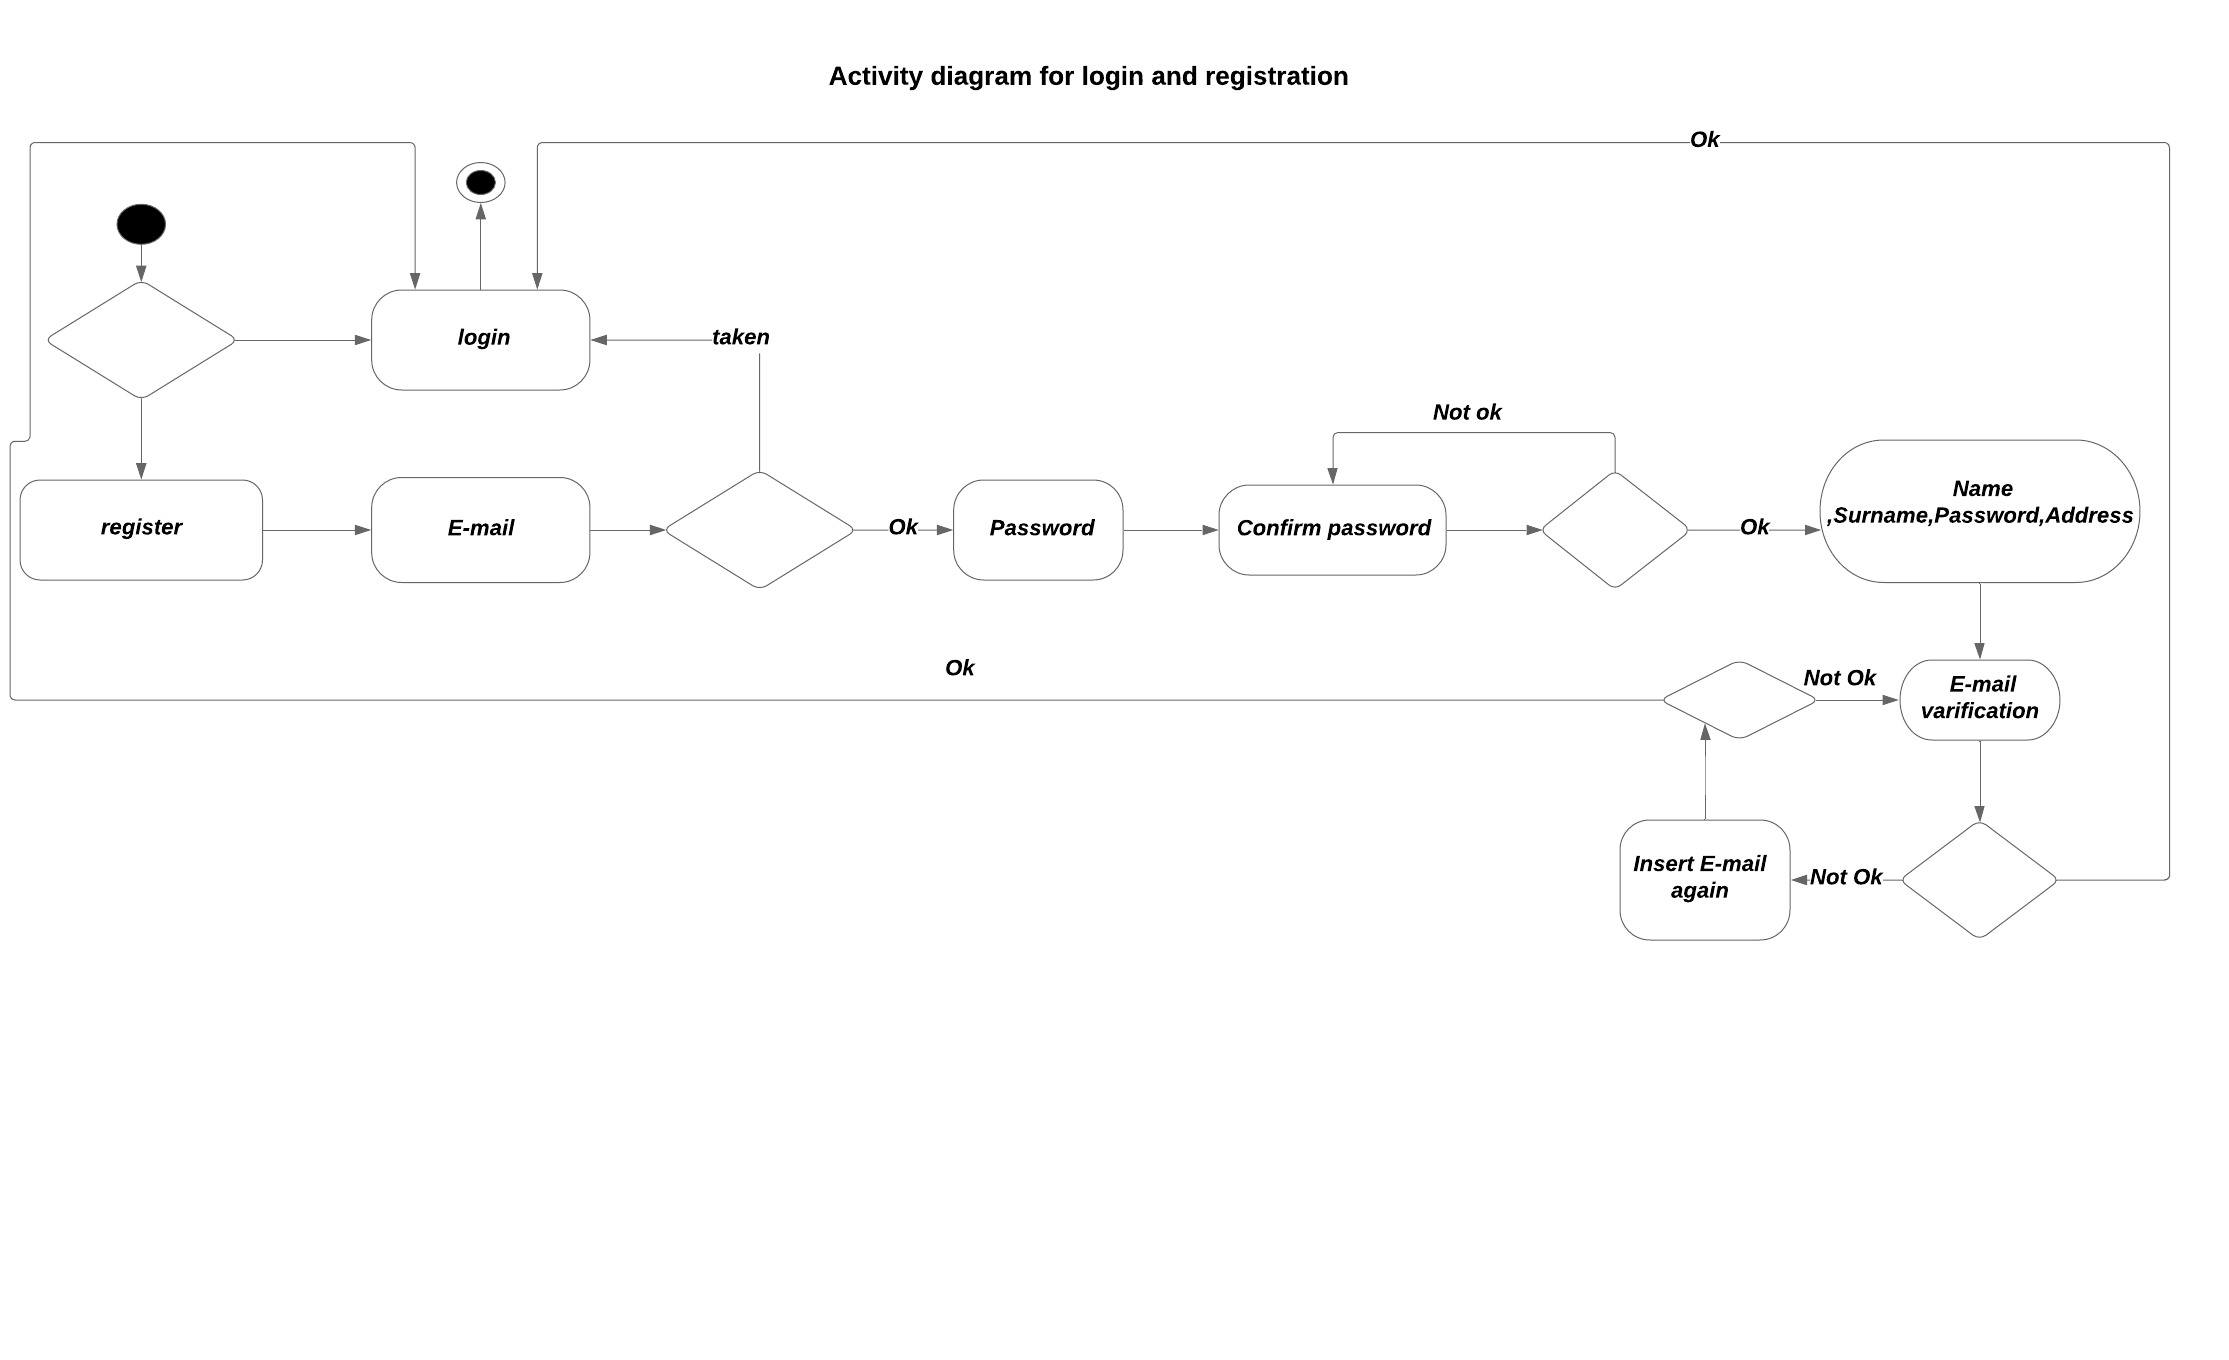 Activity diagram for login and registration
Ok
login
taken
Not ok
register
E-mail
Ok
Password
Confirm password
Ok
Name
,Surname,Password,Address
Ok
Not Ok
E-mail
varification
Insert E-mail
again
Not Ok